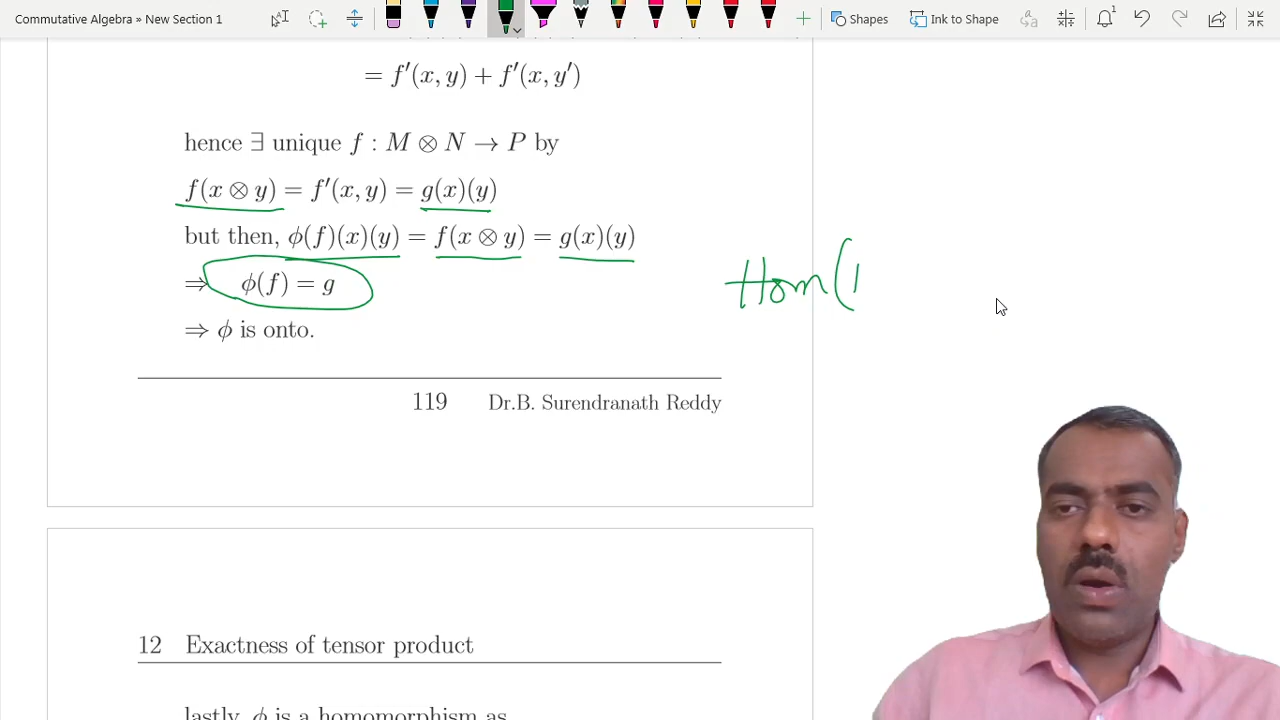 Commutative Algebra » New Section 1
Shapes
Ink to Shape
= f′(x, y) + f′(x, y′)
hence ∃ unique f : M ⊗ N → P by
f(x ⊗ y) = f′(x, y) = g(x)(y)
but then, ϕ(f)(x)(y) = f(x ⊗ y) = g(x)(y)
⇒ ϕ(f) = g
Hom(
⇒ ϕ is onto.
119 Dr.B. Surendranath Reddy
12 Exactness of tensor product
lastly, ϕ is a homomorphism as